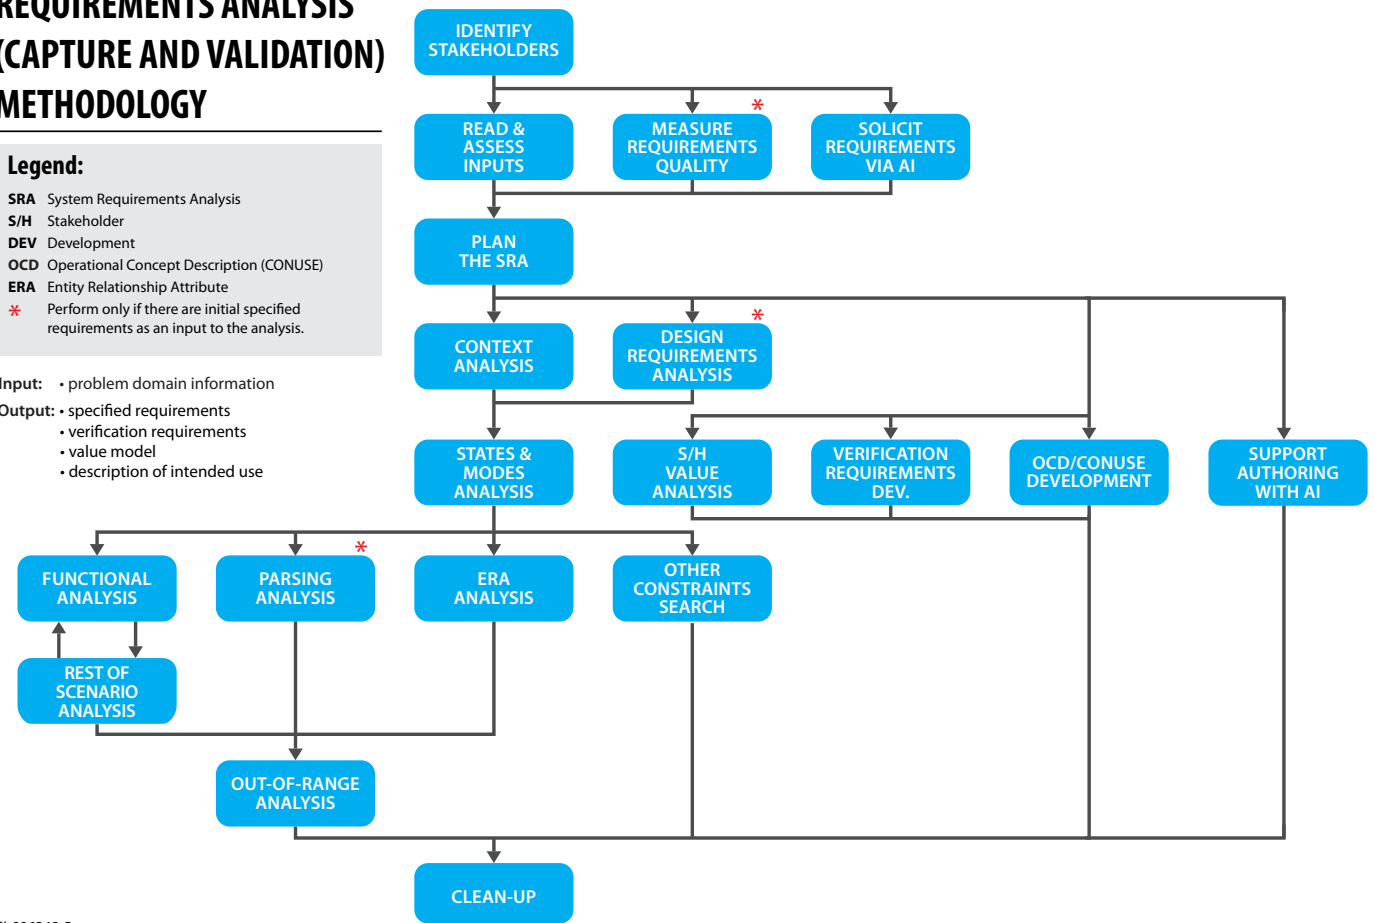 REQUIREMENTS ANALYSIS
(CAPTURE AND VALIDATION)
METHODOLOGY
Legend:
SRA System Requirements Analysis
S/H Stakeholder
DEV Development
OCD Operational Concept Description (CONUSE)
ERA Entity Relationship Attribute
* Perform only if there are initial specified
requirements as an input to the analysis.
Input: • problem domain information
Output: • specified requirements
• verification requirements
• value model
• description of intended use
IDENTIFY
STAKEHOLDERS
READ &
ASSESS
INPUTS
*
MEASURE
REQUIREMENTS
QUALITY
SOLICIT
REQUIREMENTS
VIA AI
PLAN
THE SRA
CONTEXT
ANALYSIS
*
DESIGN
REQUIREMENTS
ANALYSIS
STATES &
MODES
ANALYSIS
S/H
VALUE
ANALYSIS
VERIFICATION
REQUIREMENTS
DEV.
OCD/CONUSE
DEVELOPMENT
SUPPORT
AUTHORING
WITH AI
FUNCTIONAL
ANALYSIS
*
PARSING
ANALYSIS
ERA
ANALYSIS
OTHER
CONSTRAINTS
SEARCH
REST OF
SCENARIO
ANALYSIS
OUT-OF-RANGE
ANALYSIS
CLEAN-UP